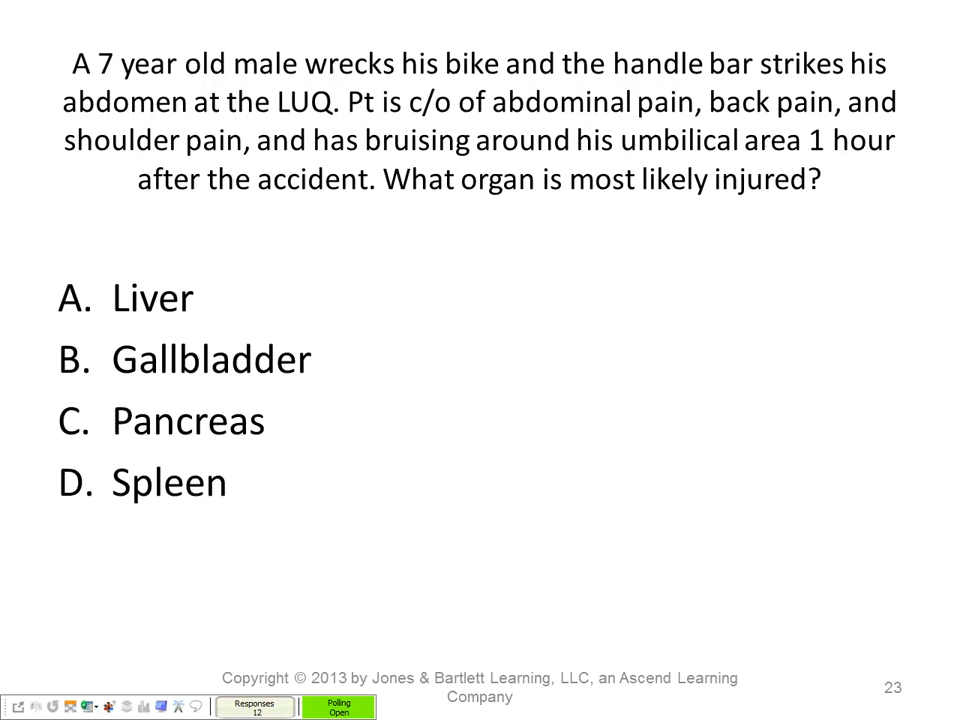 A 7 year old male wrecks his bike and the handle bar strikes his
abdomen at the LUQ. Pt is c/o of abdominal pain, back pain, and
shoulder pain, and has bruising around his umbilical area 1 hour
after the accident. What organ is most likely injured?
A. Liver
B. Gallbladder
C. Pancreas
D. Spleen
Copyright © 2013 by Jones & Bartlett Learning, LLC, an Ascend Learning
Company
23
Responses
12
Polling
Open